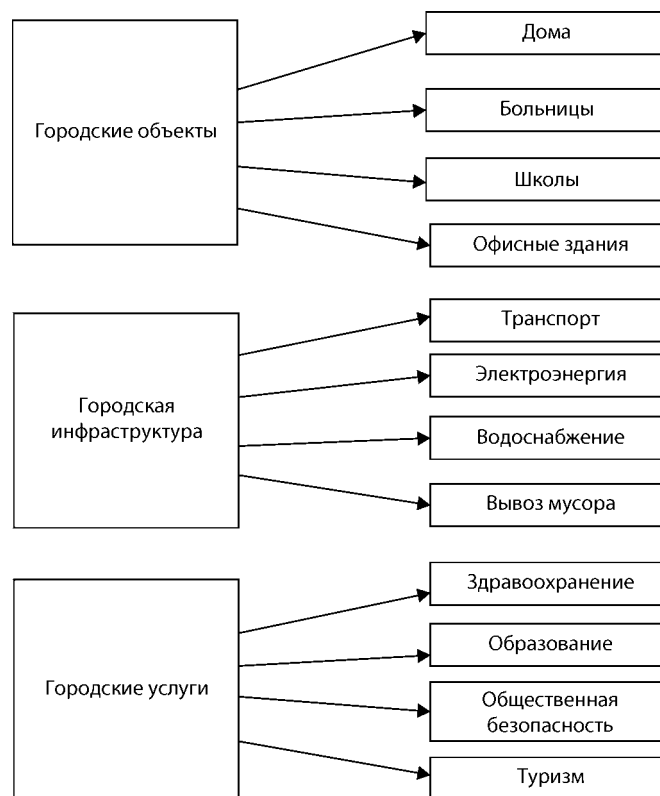 Городские объекты
Дома
Больницы
Школы
Офисные здания
Городская
инфраструктура
Транспорт
Электроэнергия
Водоснабжение
Вывоз мусора
Городские услуги
Здравоохранение
Образование
Общественная
безопасность
Туризм